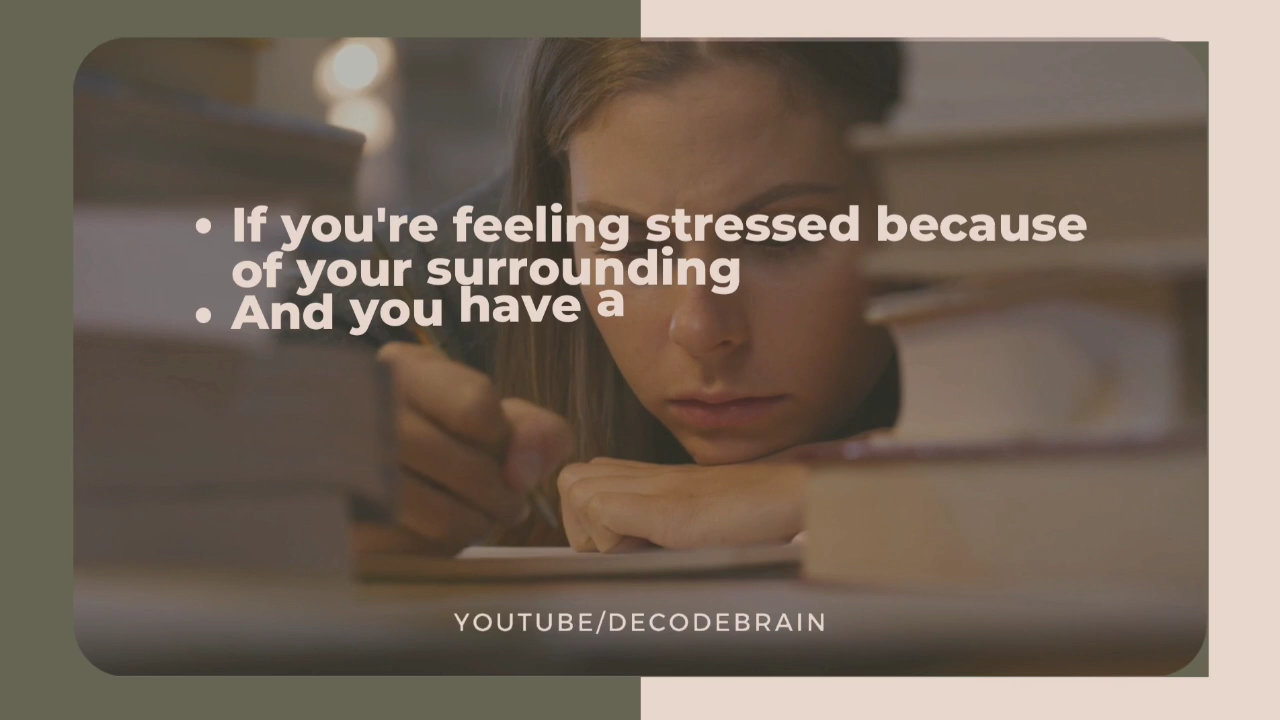 • If you're feeling stressed because
of your surrounding
• And you have a
YOUTUBE/DECODEBRAIN